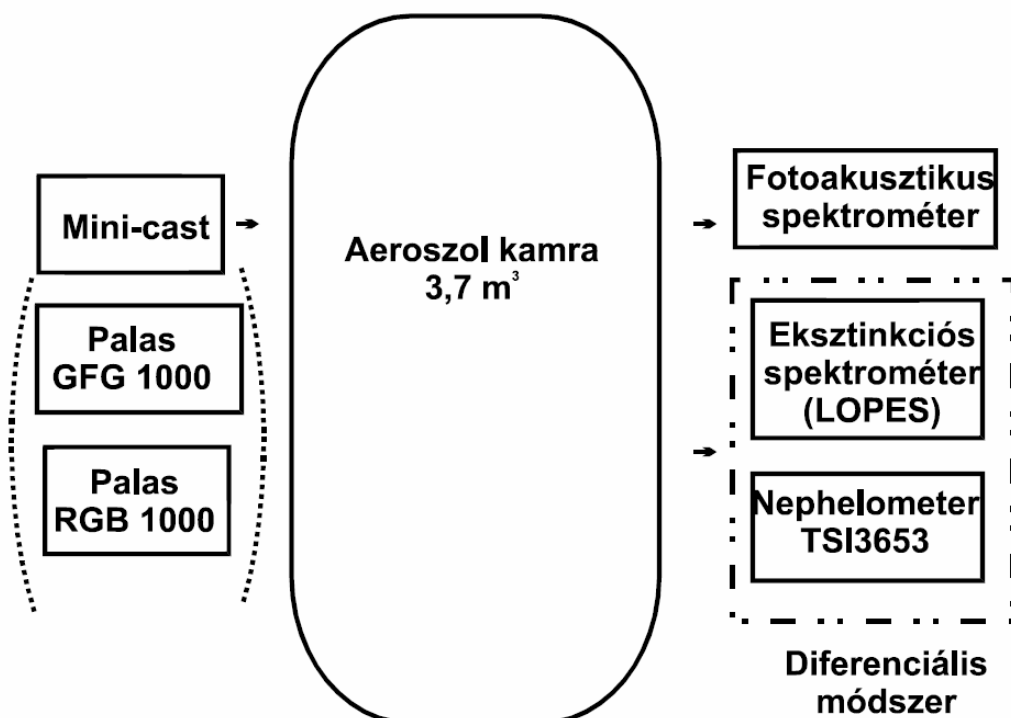 Mini-cast
Palas
GFG 1000
Palas
RGB 1000
Aeroszol kamra
3,7 m³
Fotoakusztikus
spektrométer
Eksztinkciós
spektrométer
(LOPES)
Nephelometer
TSI3653
Diferenciális
módszer